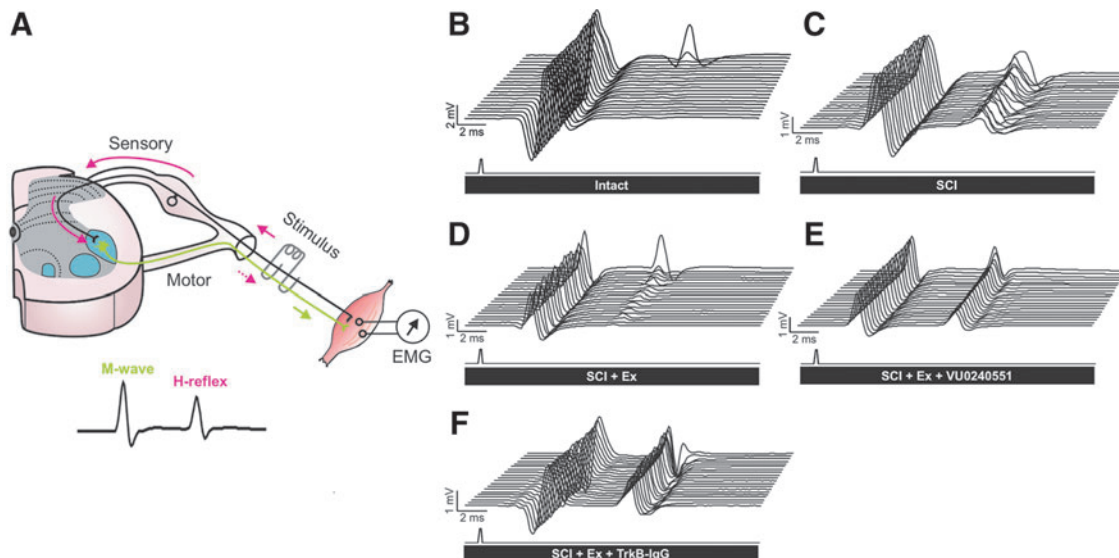 A
Sensory
Stimulus
Motor
EMG
M-wave
H-reflex
B
2 mV
2 ms
Intact
C
1 mV
2 ms
SCI
D
1 mV
2 ms
SCI + Ex
E
1 mV
2 ms
SCI + Ex + VU0240551
F
1 mV
2 ms
SCI + Ex + TrkB-IgG